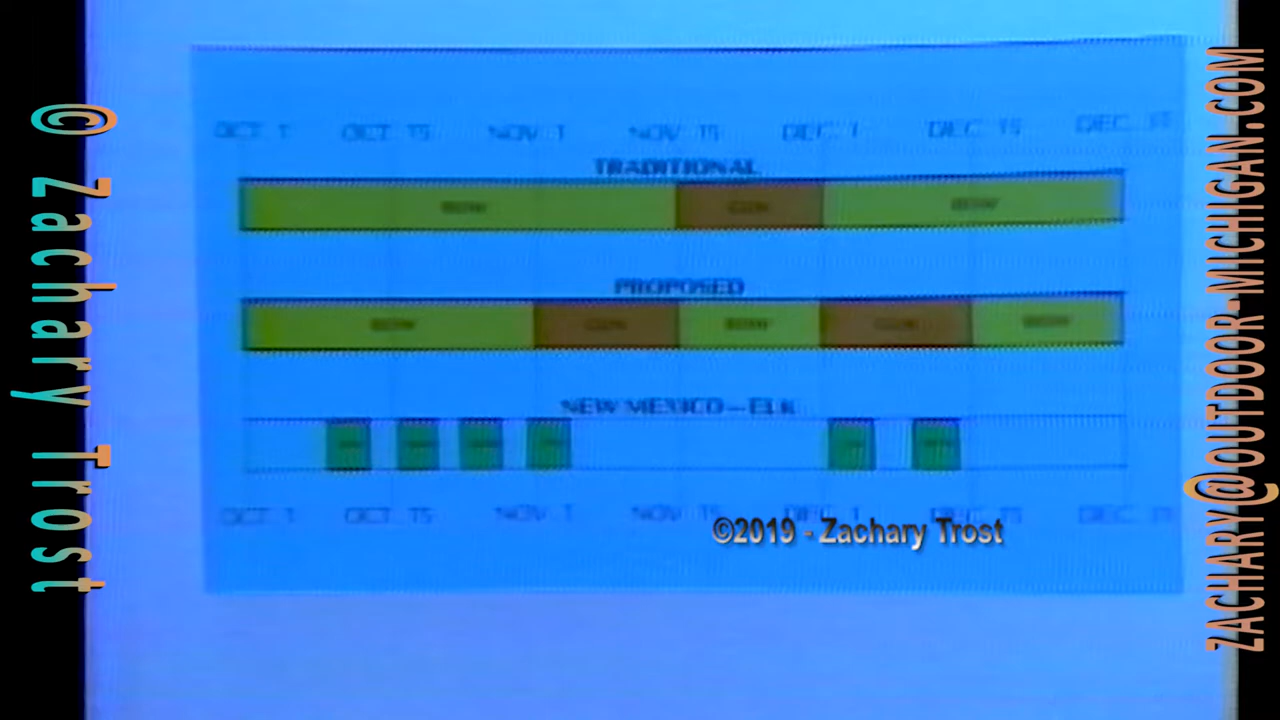 © Zachary Trost
ZACHARY@OUTDOOR-MICHIGAN.COM
OCT. 1 OCT. 15 NOV. 1 NOV. 15 DEC. 1 DEC. 15 DEC.
TRADITIONAL
BOW GUN BOW
PROPOSED
BOW GUN BOW GUN BOW
NEW MEXICO - ELK
OCT. 1 OCT. 15 NOV. 1 NOV. 15 DEC. 1 DEC. 15 DEC.
©2019 - Zachary Trost